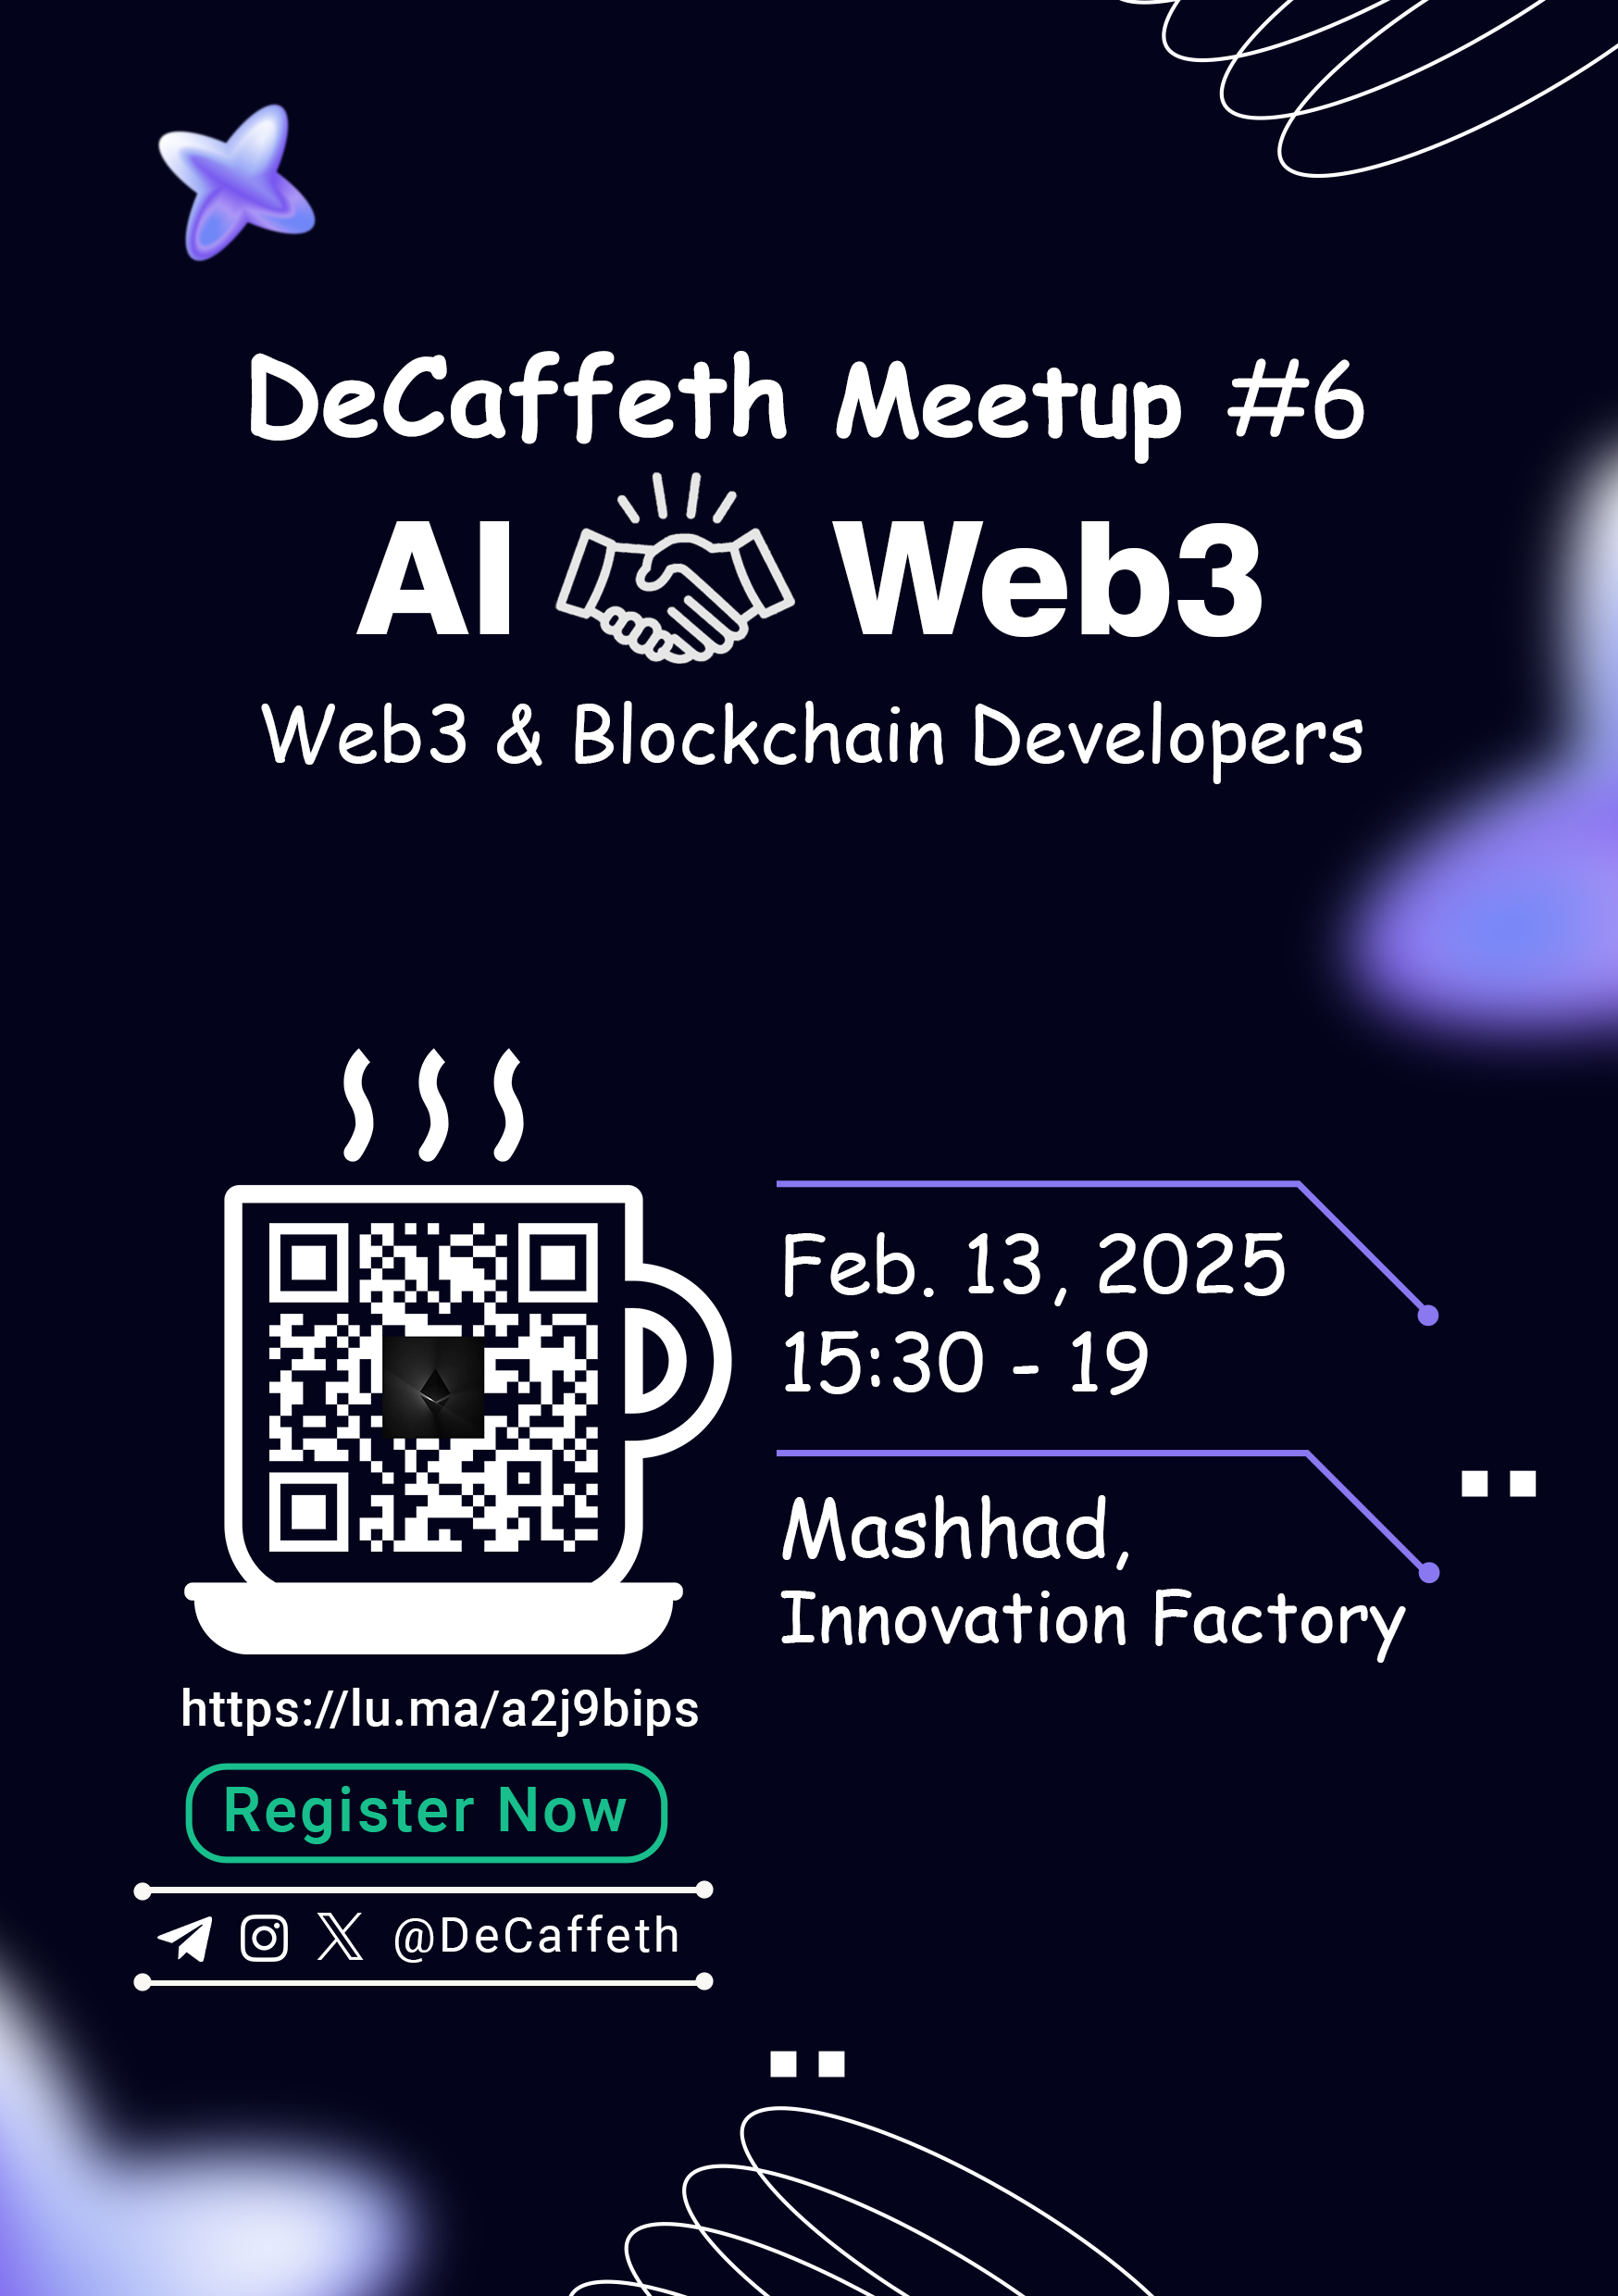 DeCaffeth Meetup #6
AI Web3
Web3 & Blockchain Developers
Feb. 13, 2025
15:30 - 19
Mashhad,
Innovation Factory
https://lu.ma/a2j9bips
Register Now
@DeCaffeth